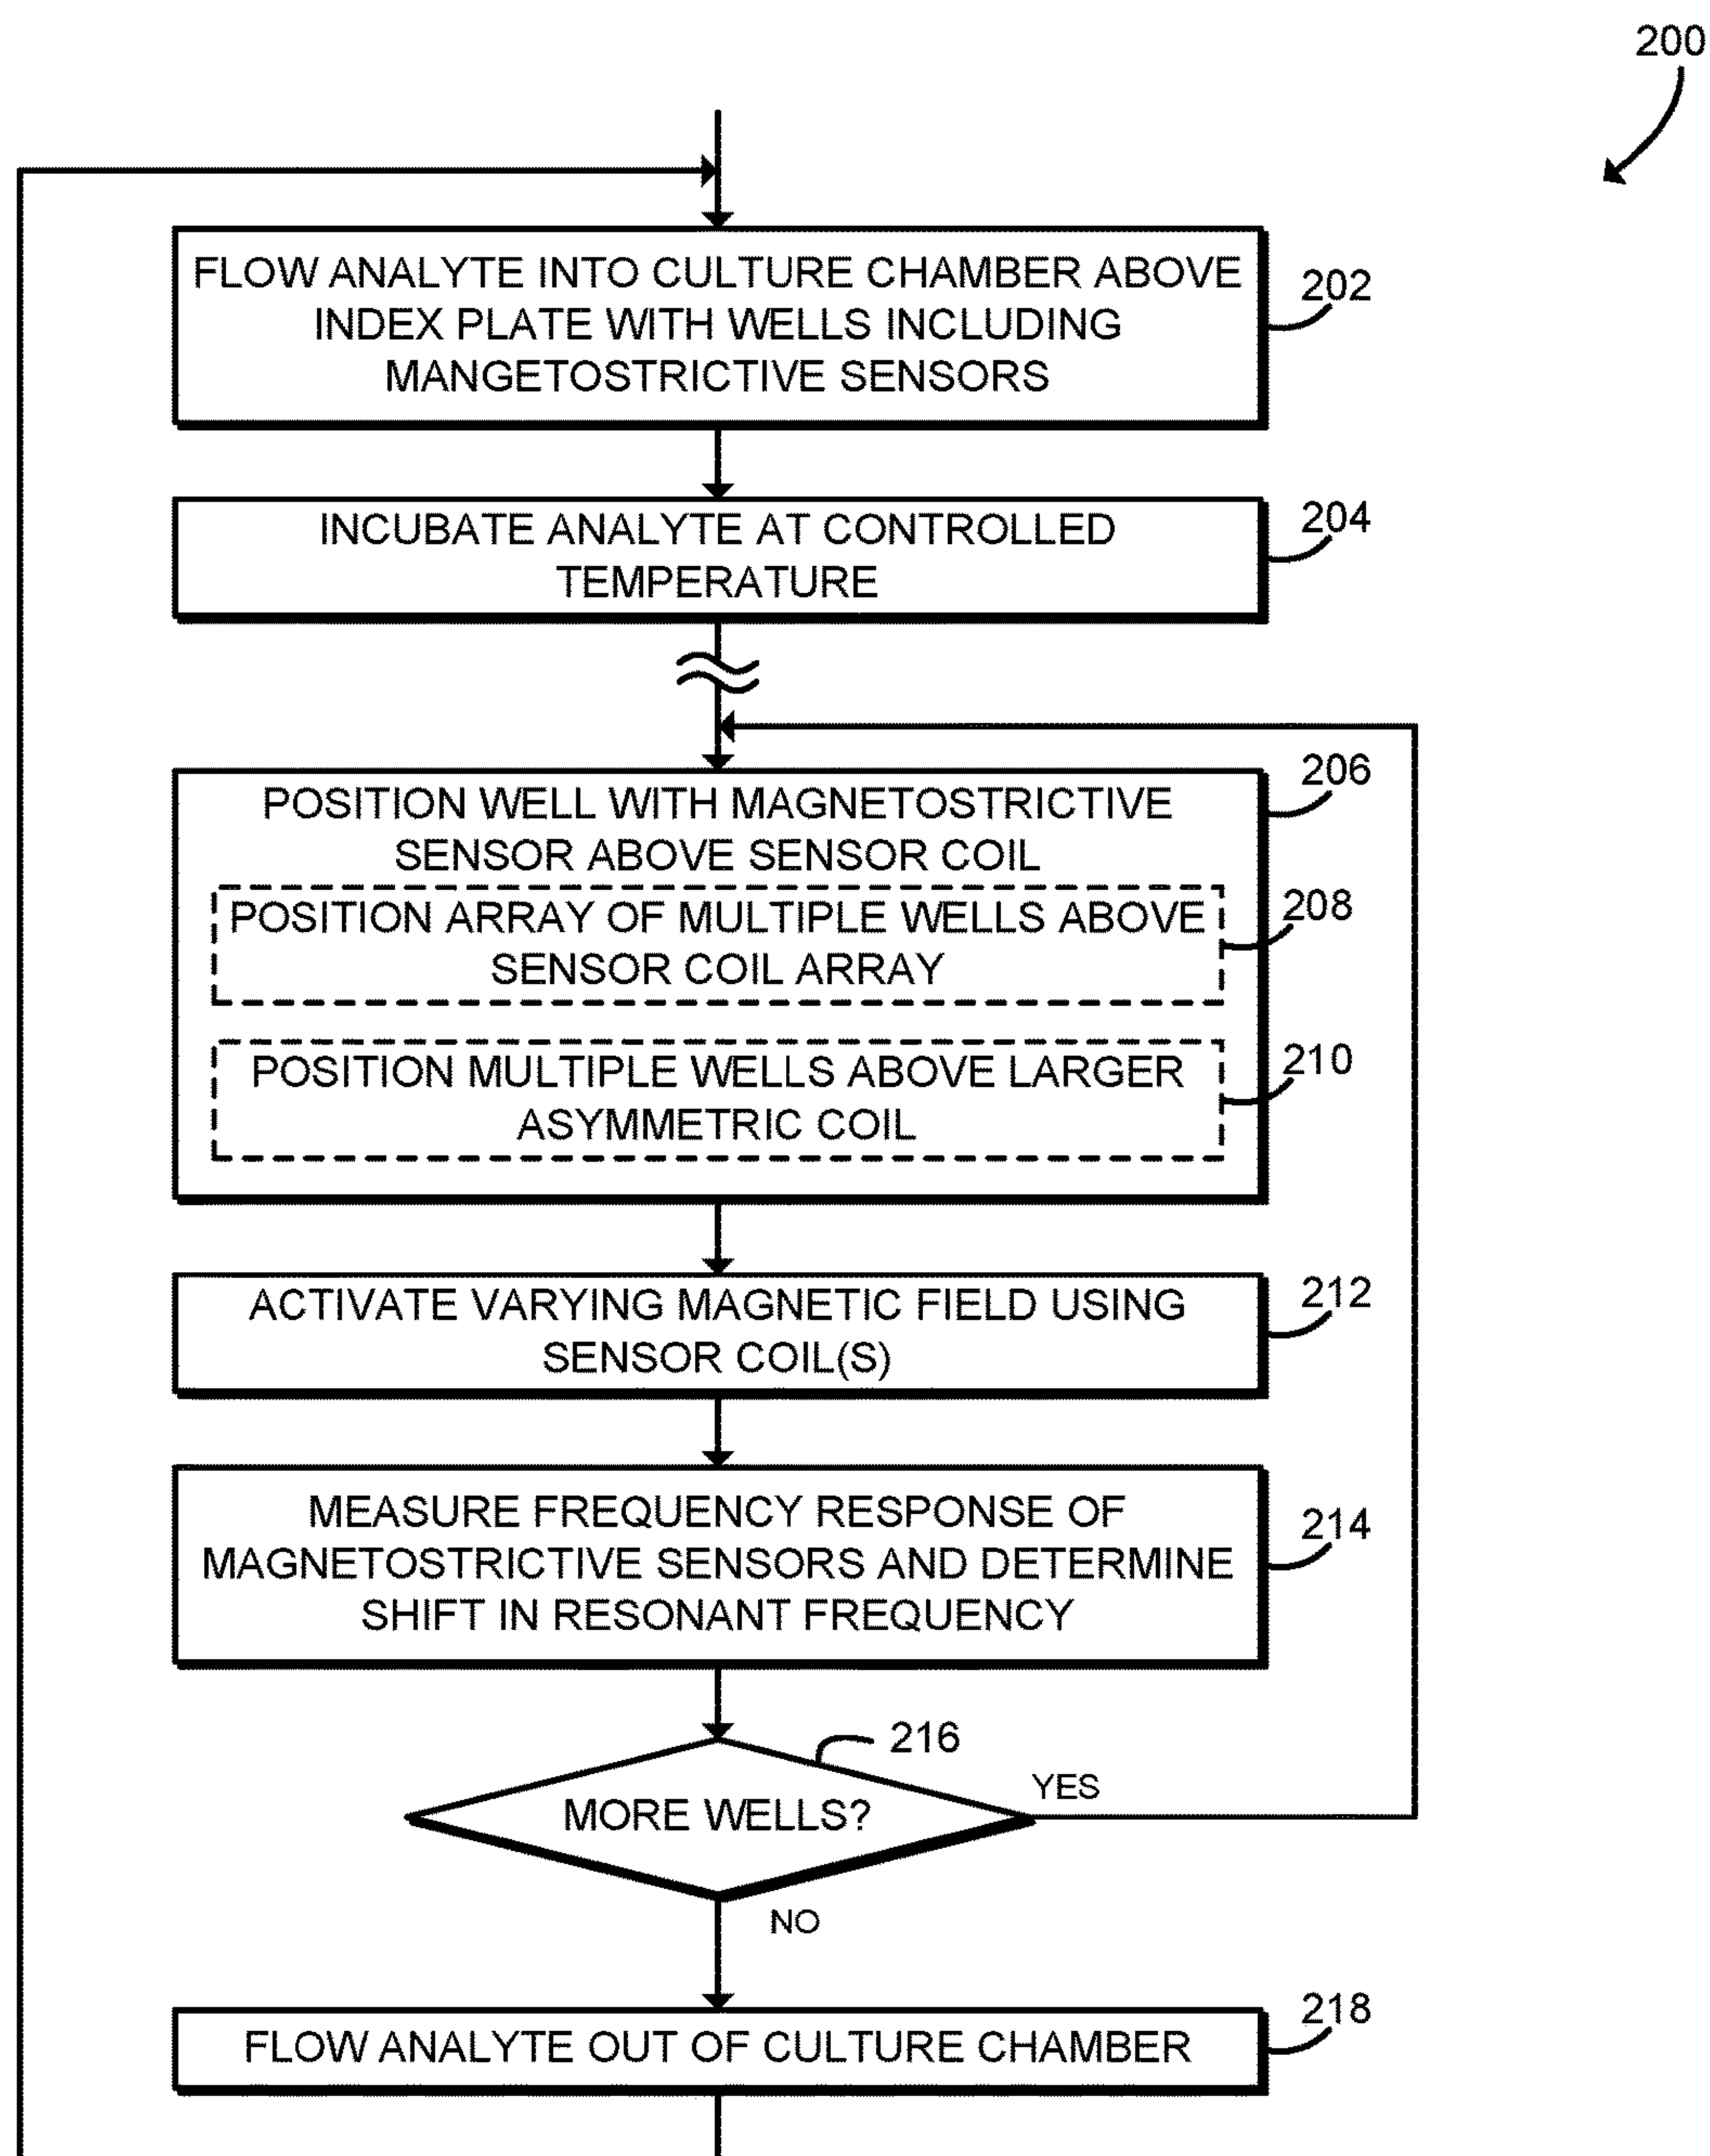 200
FLOW ANALYTE INTO CULTURE CHAMBER ABOVE
INDEX PLATE WITH WELLS INCLUDING
MANGETOSTRICTIVE SENSORS
202
INCUBATE ANALYTE AT CONTROLLED
TEMPERATURE
204
POSITION WELL WITH MAGNETOSTRICTIVE
SENSOR ABOVE SENSOR COIL
206
POSITION ARRAY OF MULTIPLE WELLS ABOVE
SENSOR COIL ARRAY
208
POSITION MULTIPLE WELLS ABOVE LARGER
ASYMMETRIC COIL
210
ACTIVATE VARYING MAGNETIC FIELD USING
SENSOR COIL(S)
212
MEASURE FREQUENCY RESPONSE OF
MAGNETOSTRICTIVE SENSORS AND DETERMINE
SHIFT IN RESONANT FREQUENCY
214
216
MORE WELLS?
YES
NO
FLOW ANALYTE OUT OF CULTURE CHAMBER
218